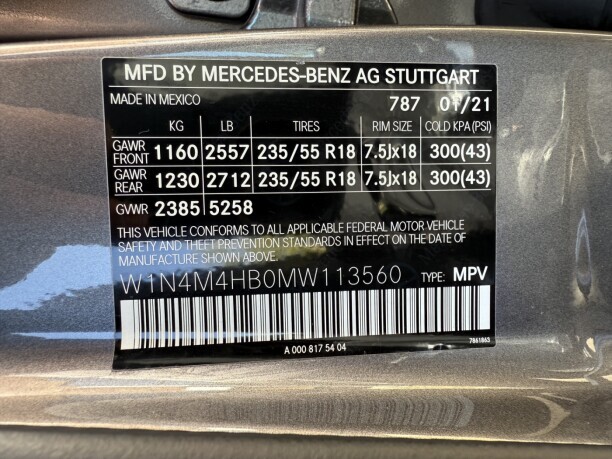 MFD BY MERCEDES-BENZ AG STUTTGART
MADE IN MEXICO 787 01/21
KG LB TIRES RIM SIZE COLD KPA(PSI)
GAWR FRONT 1160 2557 235/55 R18 7.5Jx18 300(43)
GAWR REAR 1230 2712 235/55 R18 7.5Jx18 300(43)
GVWR 2385 5258
THIS VEHICLE CONFORMS TO ALL APPLICABLE FEDERAL MOTOR VEHICLE
SAFETY AND THEFT PREVENTION STANDARDS IN EFFECT ON THE DATE OF
MANUFACTURE SHOWN ABOVE.
W1N4M4HB0MW113560 TYPE: MPV
A 000 817 54 04 7861863